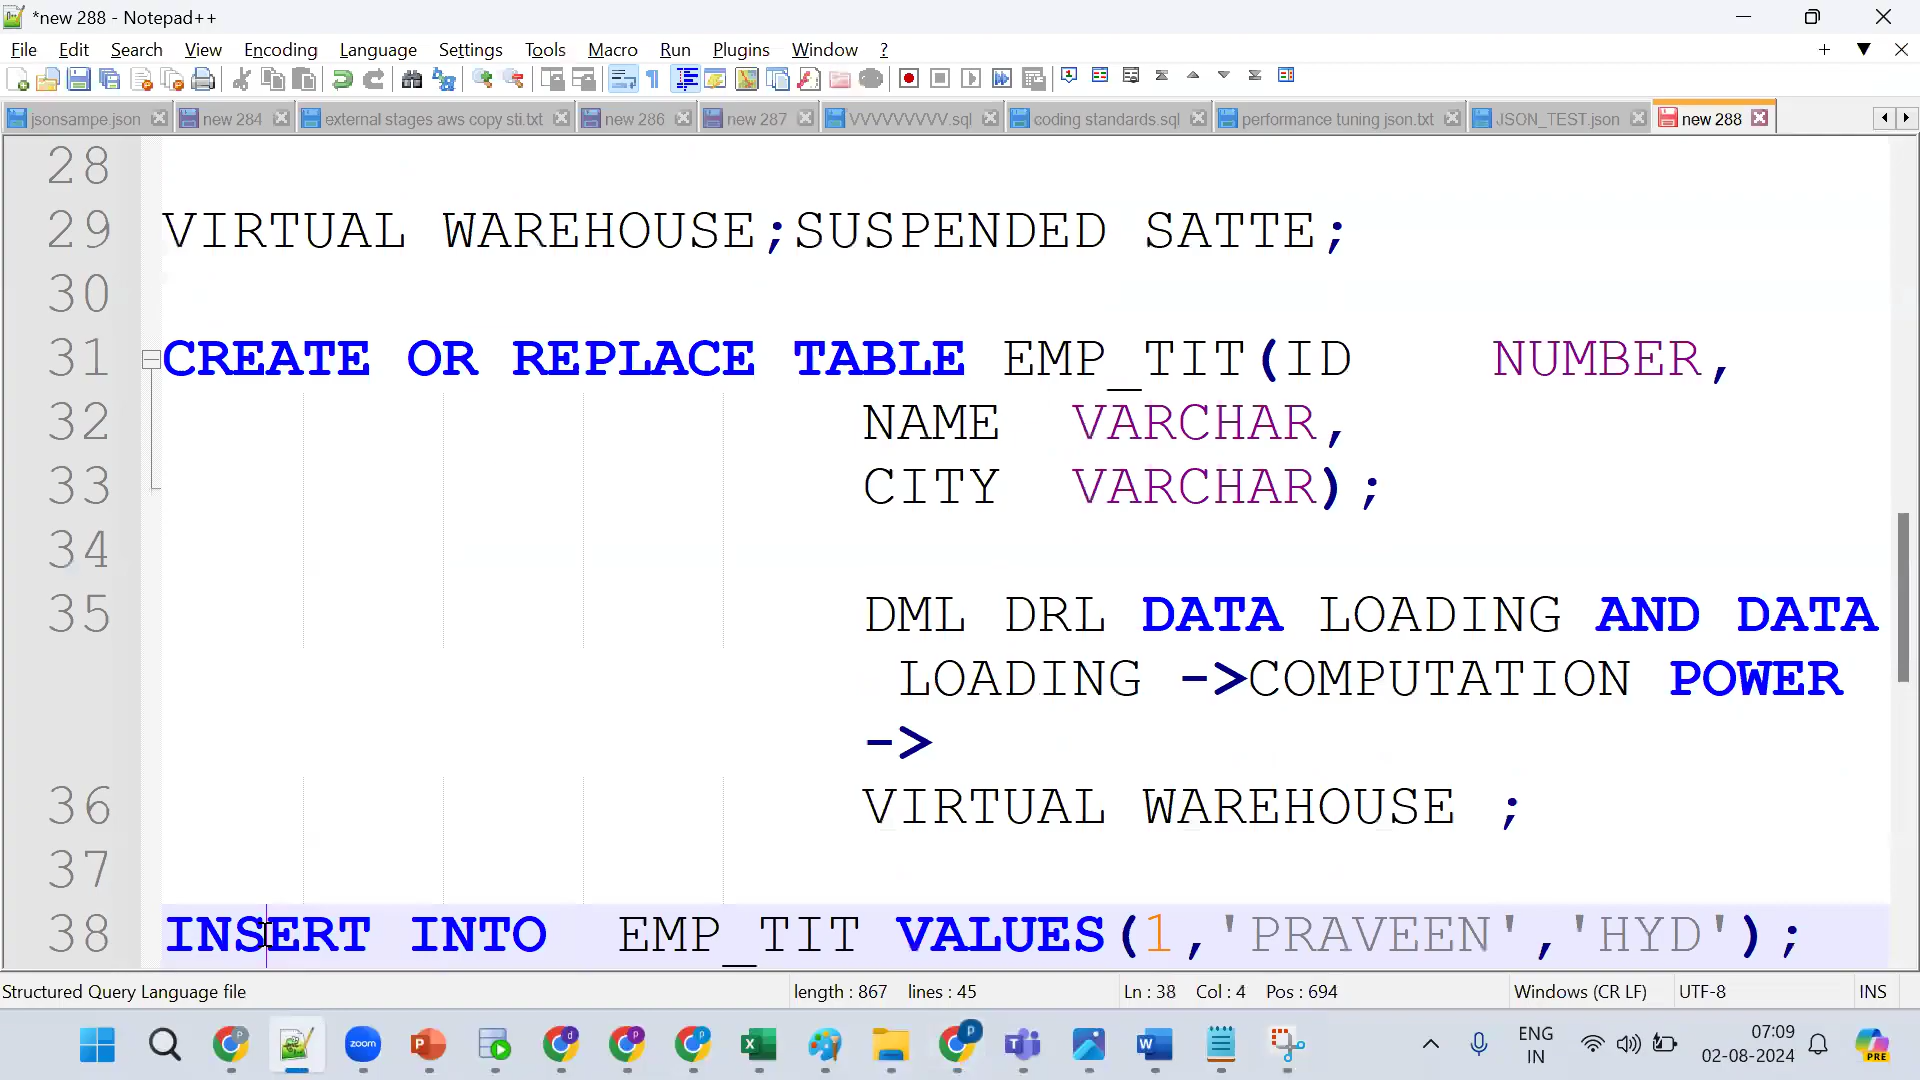 *new 288 - Notepad++
File Edit Search View Encoding Language Settings Tools Macro Run Plugins Window ?
jsonsampe.json new 284 external stages aws copy sti.txt new 286 new 287 VVVVVVVVV.sql coding standards.sql performance tuning json.txt JSON_TEST.json new 288
28
29 VIRTUAL WAREHOUSE;SUSPENDED SATTE;
30
31 CREATE OR REPLACE TABLE EMP_TIT(ID NUMBER,
32 NAME VARCHAR,
33 CITY VARCHAR);
34
35 DML DRL DATA LOADING AND DATA
LOADING ->COMPUTATION POWER
->
36 VIRTUAL WAREHOUSE ;
37
38 INSERT INTO EMP_TIT VALUES(1,'PRAVEEN','HYD');
Structured Query Language file length : 867 lines : 45 Ln : 38 Col : 4 Pos : 694 Windows (CR LF) UTF-8 INS
zoom
ENG
IN
07:09
02-08-2024
PRE